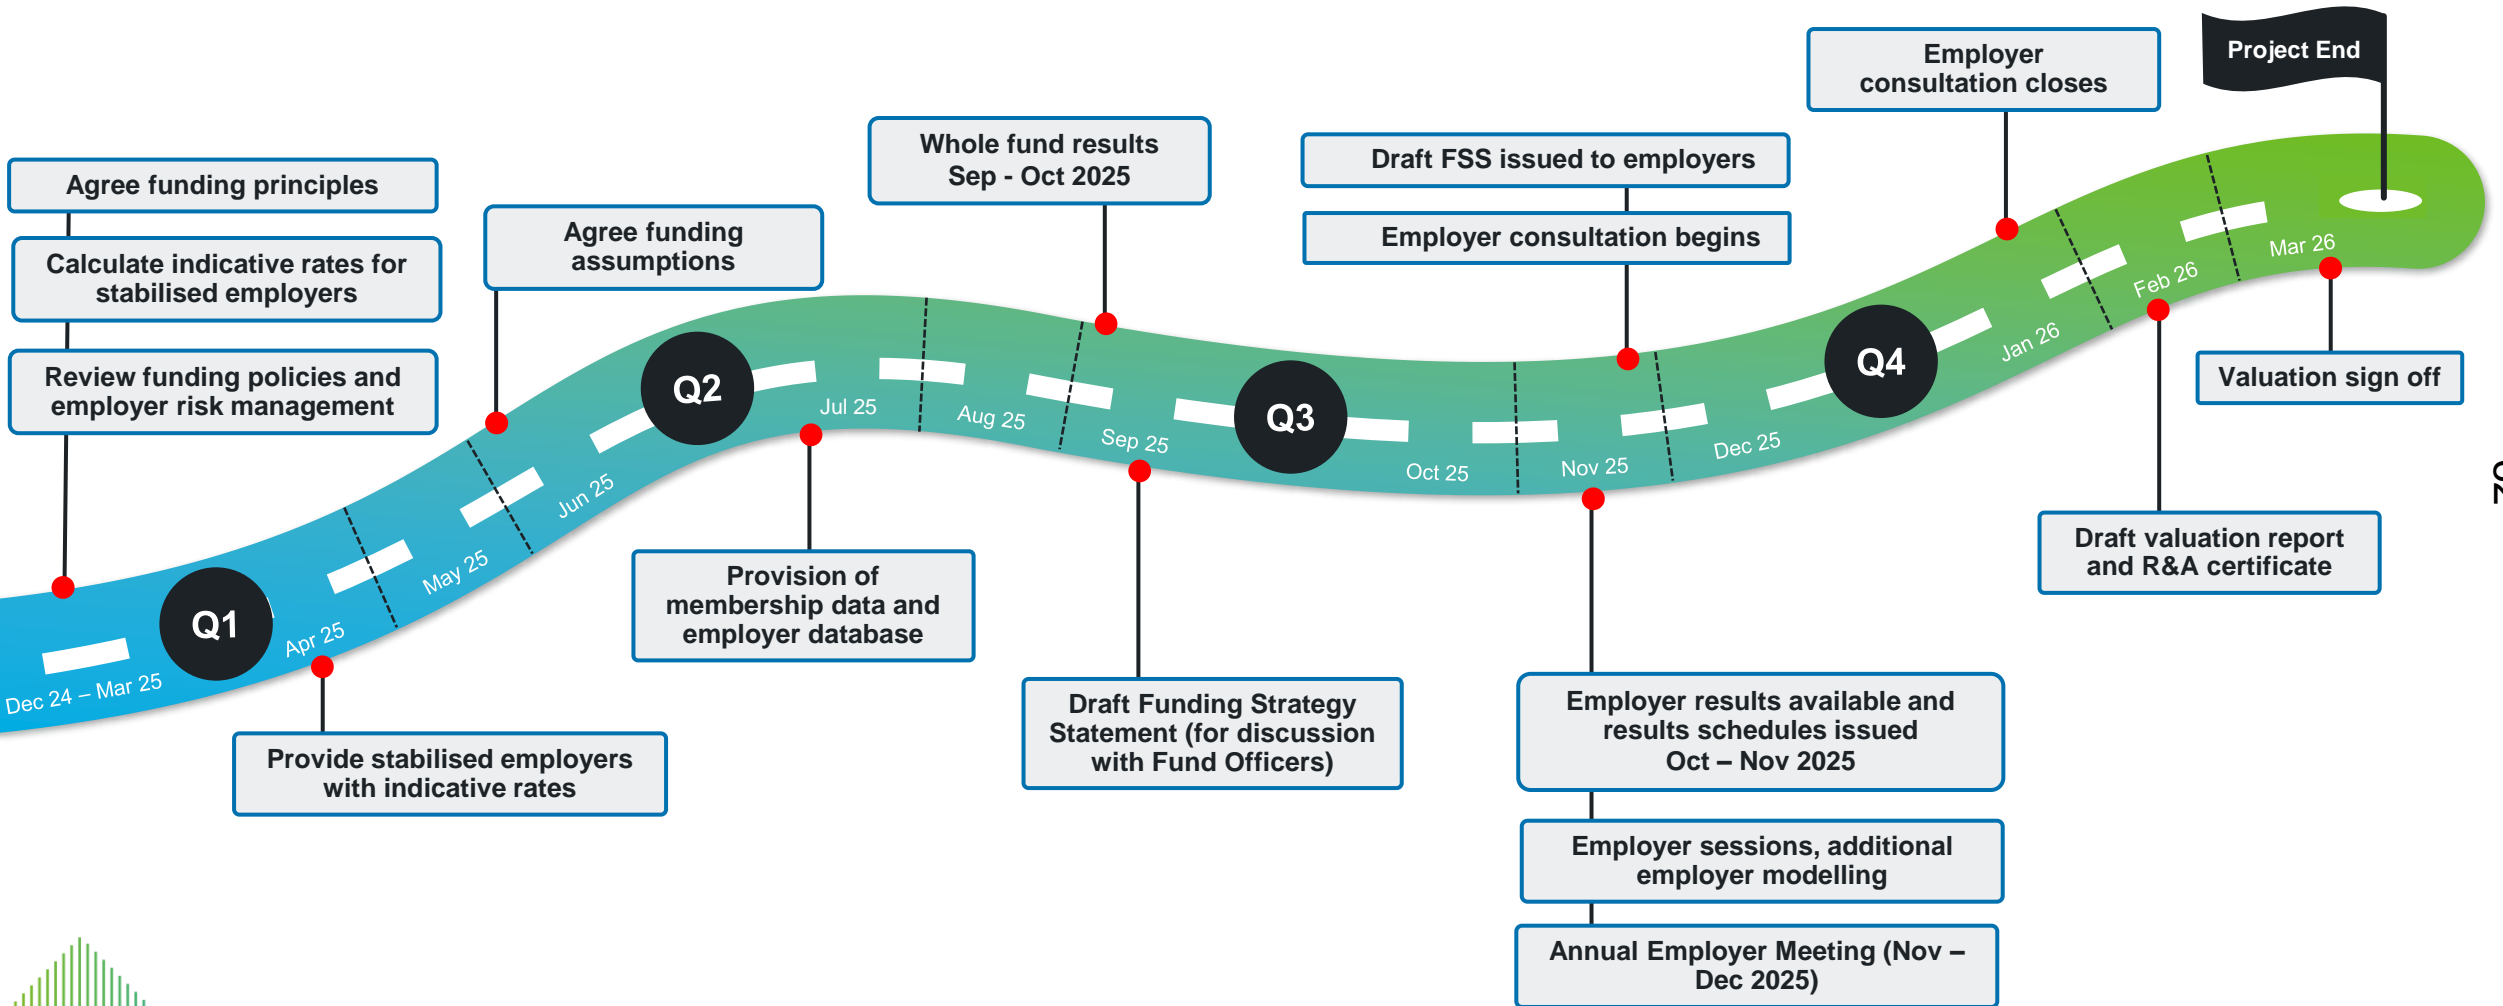 Project End
Employer
consultation closes
Whole fund results
Sep - Oct 2025
Draft FSS issued to employers
Employer consultation begins
Agree funding principles
Calculate indicative rates for
stabilised employers
Review funding policies and
employer risk management
Agree funding
assumptions
Q1
Q2
Q3
Q4
Dec 24 – Mar 25
Apr 25
May 25
Jun 25
Jul 25
Aug 25
Sep 25
Oct 25
Nov 25
Dec 25
Jan 26
Feb 26
Mar 26
Valuation sign off
Draft valuation report
and R&A certificate
Provision of
membership data and
employer database
Provide stabilised employers
with indicative rates
Draft Funding Strategy
Statement (for discussion
with Fund Officers)
Employer results available and
results schedules issued
Oct – Nov 2025
Employer sessions, additional
employer modelling
Annual Employer Meeting (Nov –
Dec 2025)